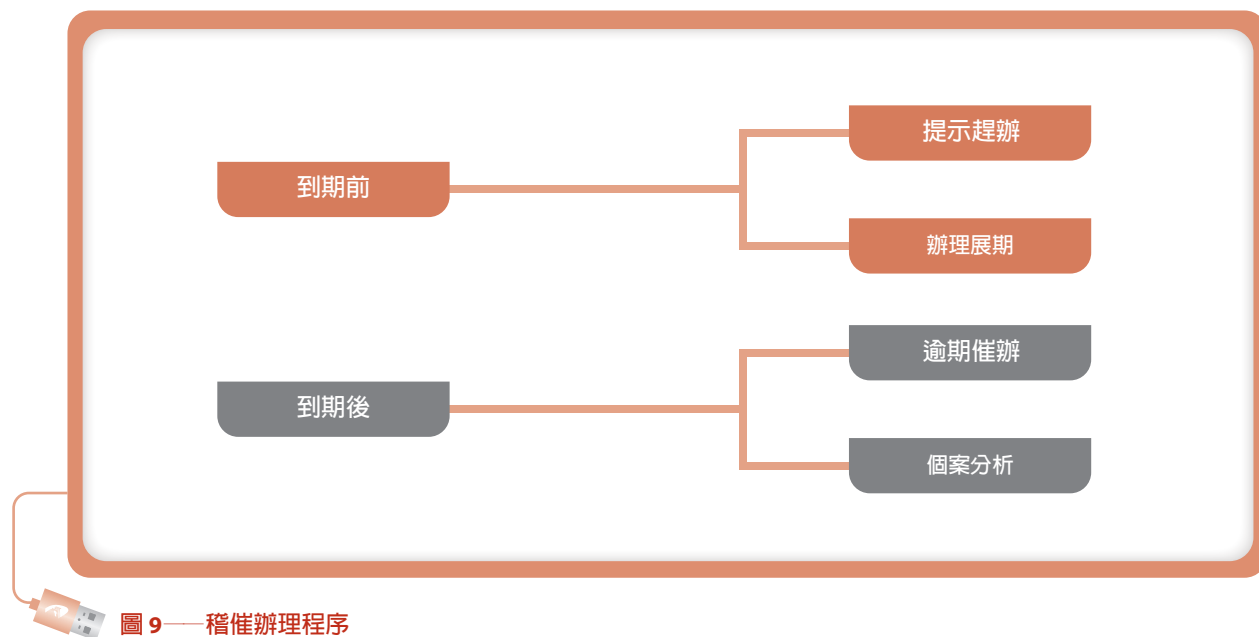 到期前
提示趕辦
辦理展期
到期後
逾期催辦
個案分析
圖 9──稽催辦理程序